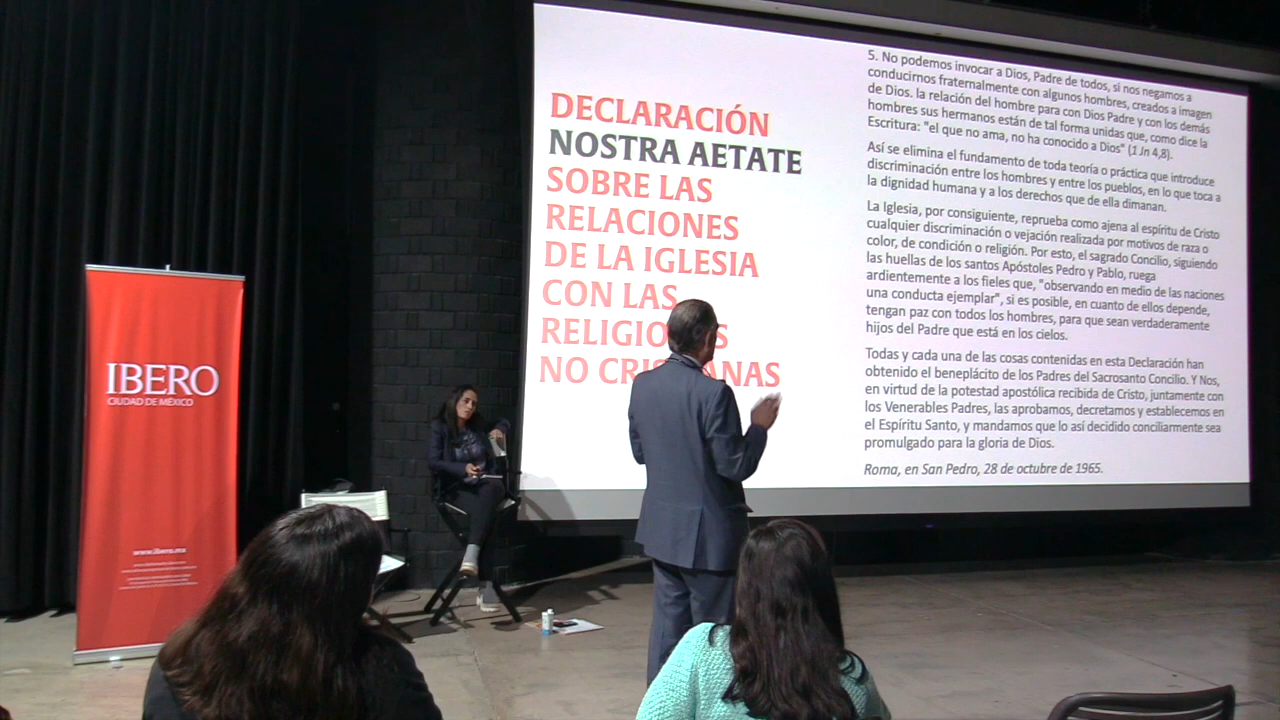 DECLARACIÓN
NOSTRA AETATE
SOBRE LAS
RELACIONES
DE LA IGLESIA
CON LAS
RELIGIO S
NO CRI ANAS
5. No podemos invocar a Dios, Padre de todos, si nos negamos a
conducirnos fraternalmente con algunos hombres, creados a imagen
de Dios. la relación del hombre para con Dios Padre y con los demás
hombres sus hermanos están de tal forma unidas que, como dice la
Escritura: "el que no ama, no ha conocido a Dios" (1 Jn 4,8).
Así se elimina el fundamento de toda teoría o práctica que introduce
discriminación entre los hombres y entre los pueblos, en lo que toca a
la dignidad humana y a los derechos que de ella dimanan.
La Iglesia, por consiguiente, reprueba como ajena al espíritu de Cristo
cualquier discriminación o vejación realizada por motivos de raza o
color, de condición o religión. Por esto, el sagrado Concilio, siguiendo
las huellas de los santos Apóstoles Pedro y Pablo, ruega
ardientemente a los fieles que, "observando en medio de las naciones
una conducta ejemplar", si es posible, en cuanto de ellos depende,
tengan paz con todos los hombres, para que sean verdaderamente
hijos del Padre que está en los cielos.
Todas y cada una de las cosas contenidas en esta Declaración han
obtenido el beneplácito de los Padres del Sacrosanto Concilio. Y Nos,
en virtud de la potestad apostólica recibida de Cristo, juntamente con
los Venerables Padres, las aprobamos, decretamos y establecemos en
el Espíritu Santo, y mandamos que lo así decidido conciliarmente sea
promulgado para la gloria de Dios.
Roma, en San Pedro, 28 de octubre de 1965.
IBERO
CIUDAD DE MÉXICO
www.ibero.mx